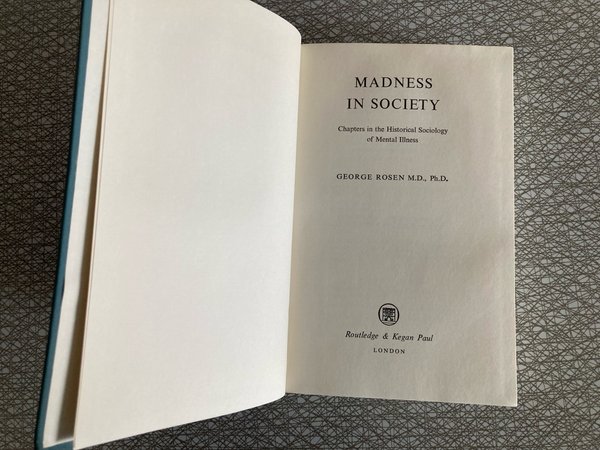 MADNESS
IN SOCIETY
Chapters in the Historical Sociology
of Mental Illness
GEORGE ROSEN M.D., Ph.D.
Routledge & Kegan Paul
LONDON